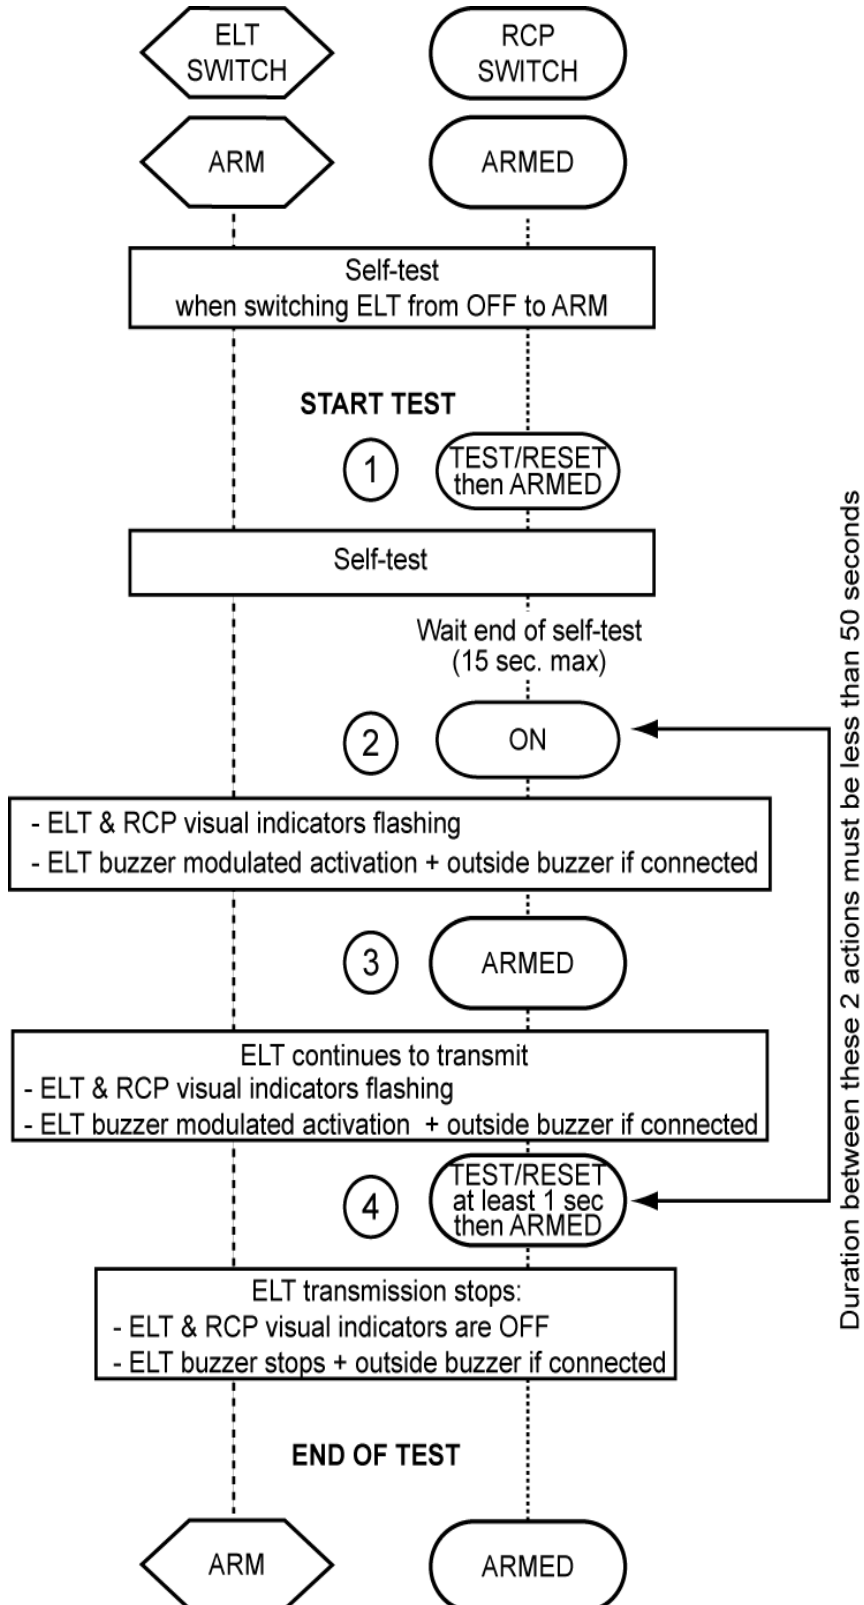 ELT
SWITCH
RCP
SWITCH
ARM
ARMED
Self-test
when switching ELT from OFF to ARM
START TEST
1
TEST/RESET
then ARMED
Self-test
Wait end of self-test
(15 sec. max)
2
ON
- ELT & RCP visual indicators flashing
- ELT buzzer modulated activation + outside buzzer if connected
3
ARMED
ELT continues to transmit
- ELT & RCP visual indicators flashing
- ELT buzzer modulated activation + outside buzzer if connected
4
TEST/RESET
at least 1 sec
then ARMED
Duration between these 2 actions must be less than 50 seconds
ELT transmission stops:
- ELT & RCP visual indicators are OFF
- ELT buzzer stops + outside buzzer if connected
END OF TEST
ARM
ARMED